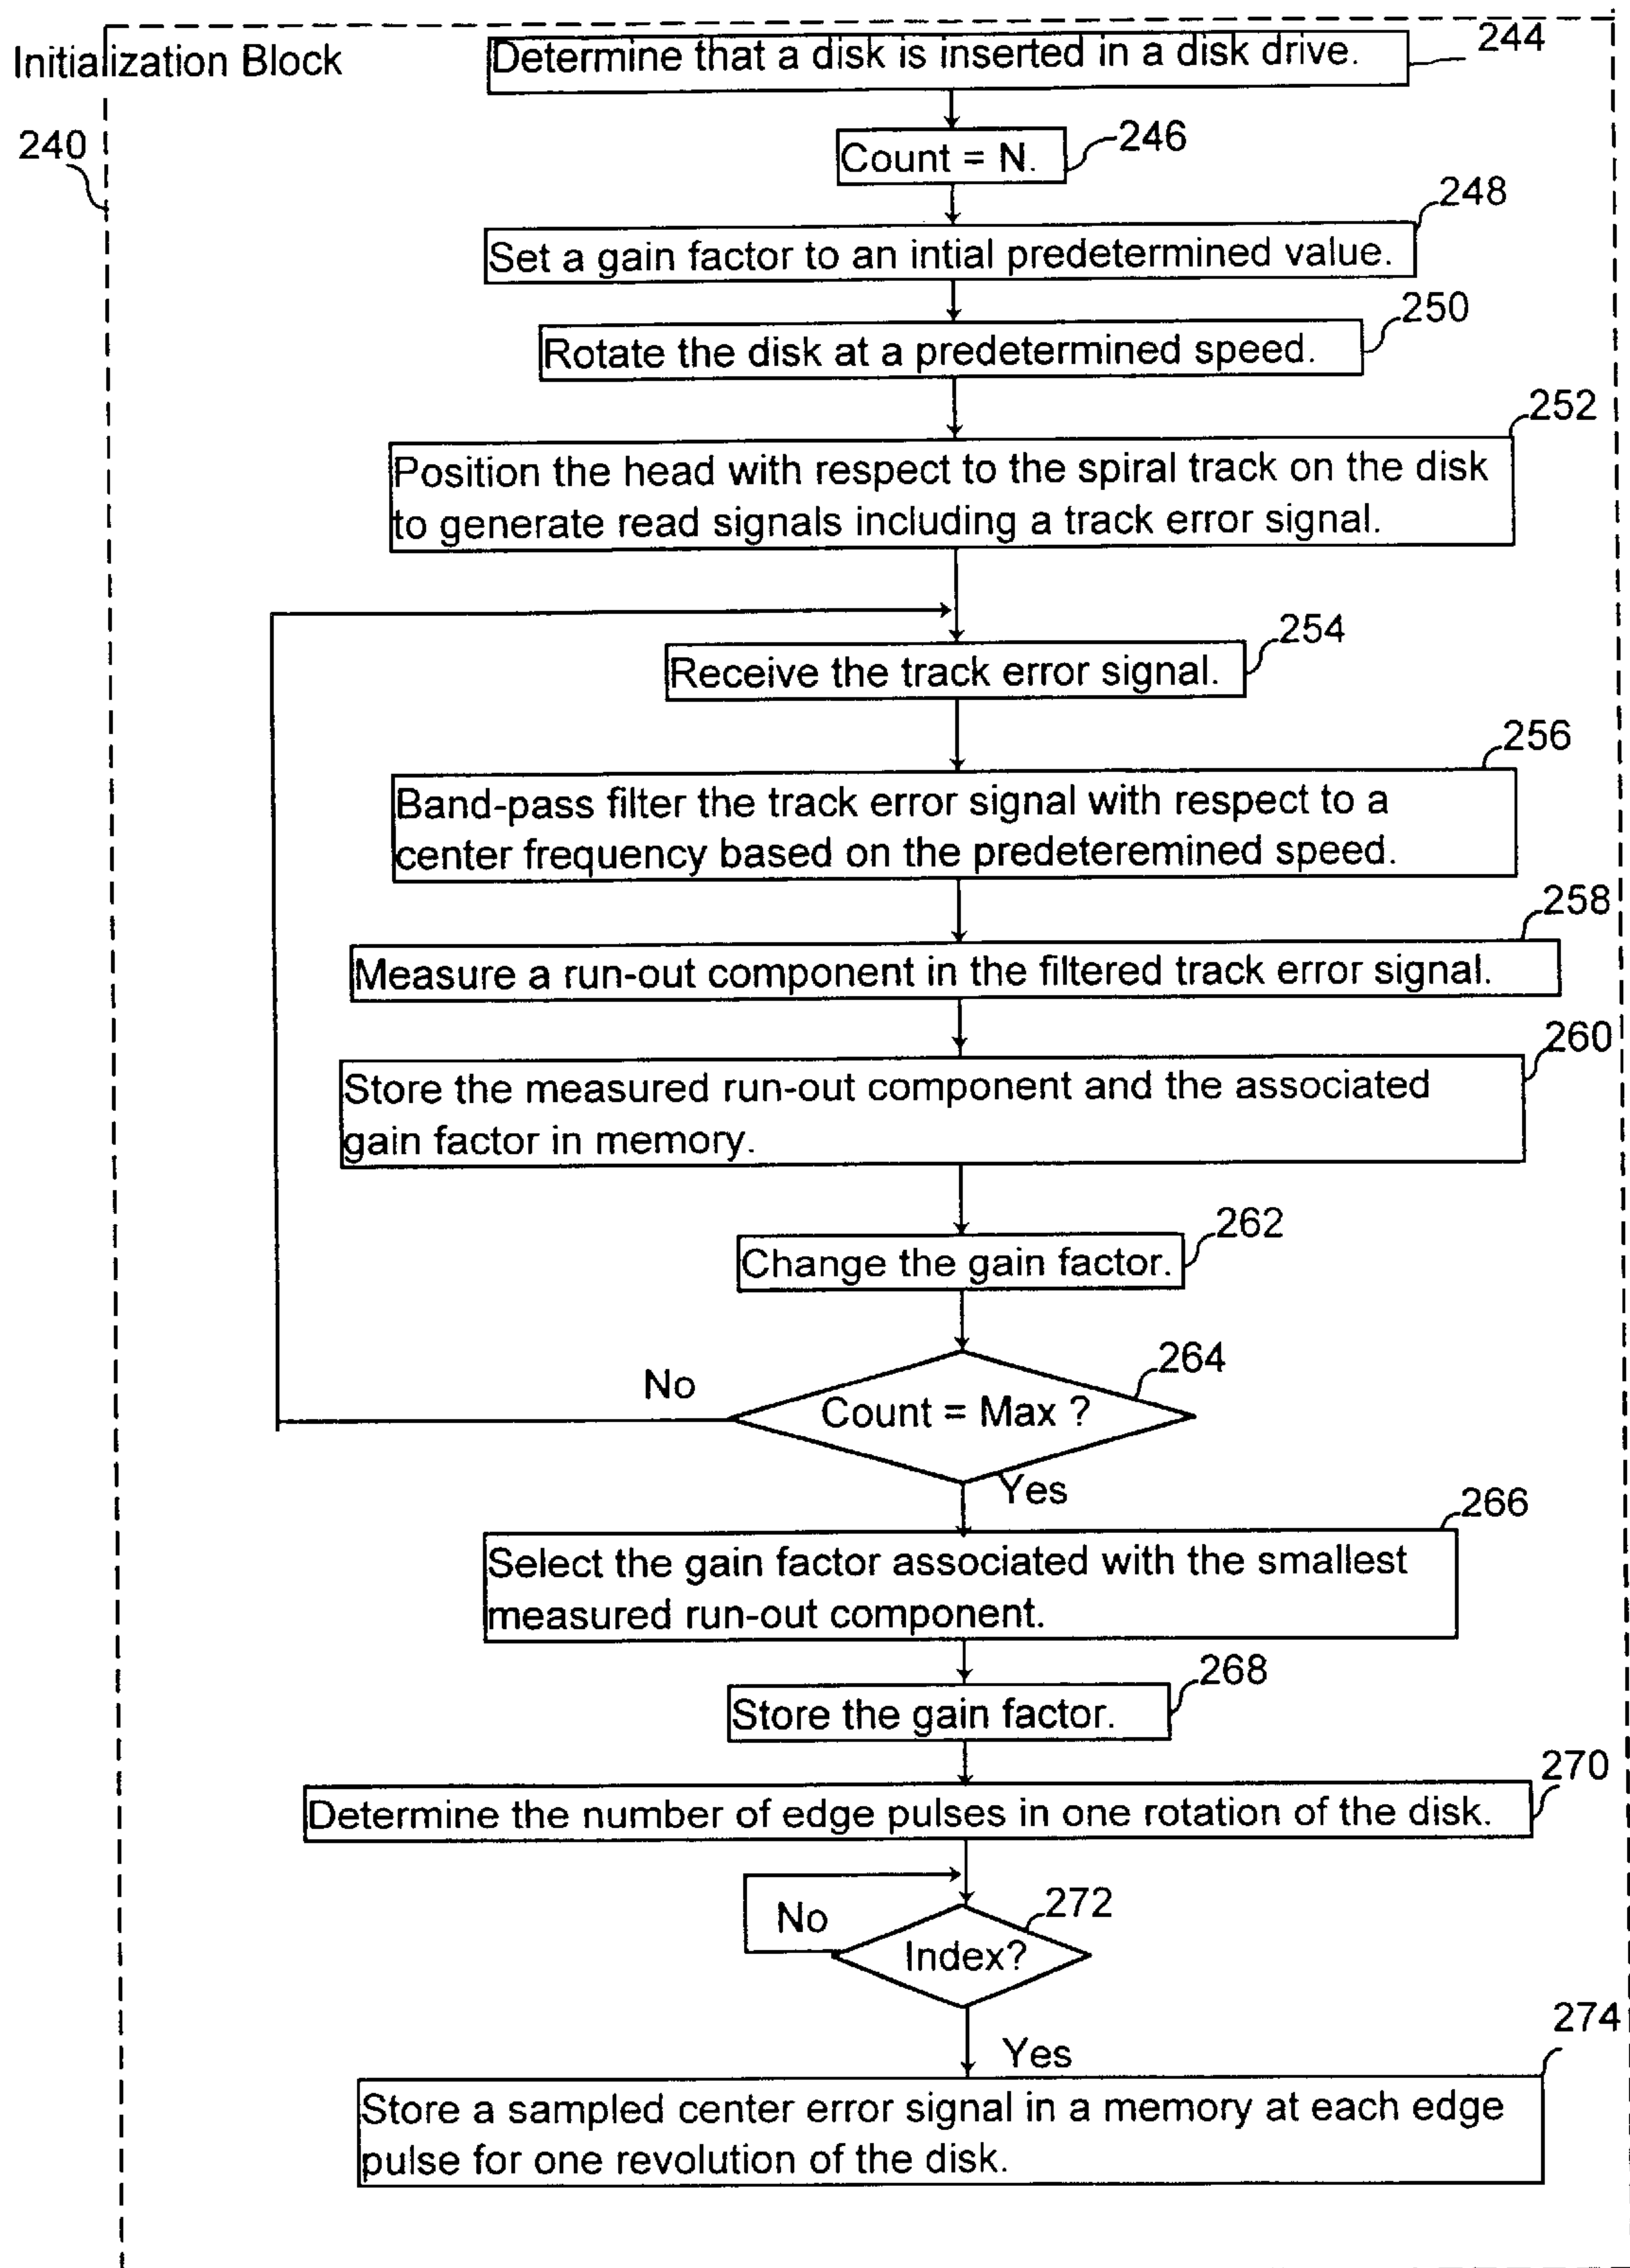 Initialization Block
240
Determine that a disk is inserted in a disk drive.
244
Count = N.
246
248
Set a gain factor to an intial predetermined value.
250
Rotate the disk at a predetermined speed.
252
Position the head with respect to the spiral track on the disk
to generate read signals including a track error signal.
254
Receive the track error signal.
256
Band-pass filter the track error signal with respect to a
center frequency based on the predeteremined speed.
258
Measure a run-out component in the filtered track error signal.
260
Store the measured run-out component and the associated
gain factor in memory.
262
Change the gain factor.
264
No
Count = Max ?
Yes
266
Select the gain factor associated with the smallest
measured run-out component.
268
Store the gain factor.
270
Determine the number of edge pulses in one rotation of the disk.
272
No
Index?
274
Yes
Store a sampled center error signal in a memory at each edge
pulse for one revolution of the disk.